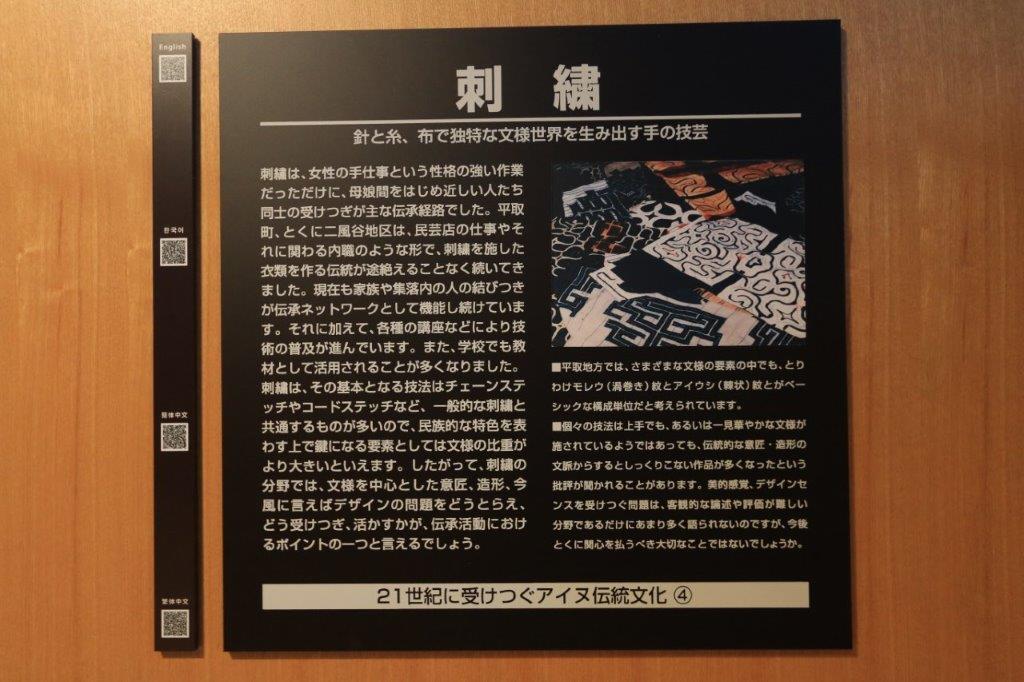 English
한국어
簡体中文
繁体中文
刺 繍
針と糸、布で独特な文様世界を生み出す手の技芸
刺繍は、女性の手仕事という性格の強い作業
だっただけに、母娘間をはじめ近しい人たち
同士の受けつぎが主な伝承経路でした。平取
町、とくに二風谷地区は、民芸店の仕事やそ
れに関わる内職のような形で、刺繍を施した
衣類を作る伝統が途絶えることなく続いてき
ました。現在も家族や集落内の人の結びつき
が伝承ネットワークとして機能し続けていま
す。それに加えて、各種の講座などにより技
術の普及が進んでいます。また、学校でも教
材として活用されることが多くなりました。
刺繍は、その基本となる技法はチェーンステ
ッチやコードステッチなど、一般的な刺繍と
共通するものが多いので、民族的な特色を表
わす上で鍵になる要素としては文様の比重が
より大きいといえます。したがって、刺繍の
分野では、文様を中心とした意匠、造形、今
風に言えばデザインの問題をどうとらえ、
どう受けつぎ、活かすかが、伝承活動におけ
るポイントの一つと言えるでしょう。
■平取地方では、さまざまな文様の要素の中でも、とり
わけモレウ（渦巻き）紋とアイウシ（棘状）紋とがベー
シックな構成単位だと考えられています。
■個々の技法は上手でも、あるいは一見華やかな文様が
施されているようではあっても、伝統的な意匠・造形の
文脈からするとしっくりこない作品が多くなったという
批評が聞かれることがあります。美的感覚、デザインセ
ンスを受けつぐ問題は、客観的な論述や評価が難しい
分野であるだけにあまり多く語られないのですが、今後
とくに関心を払うべき大切なことではないでしょうか。
21世紀に受けつぐアイヌ伝統文化 ④